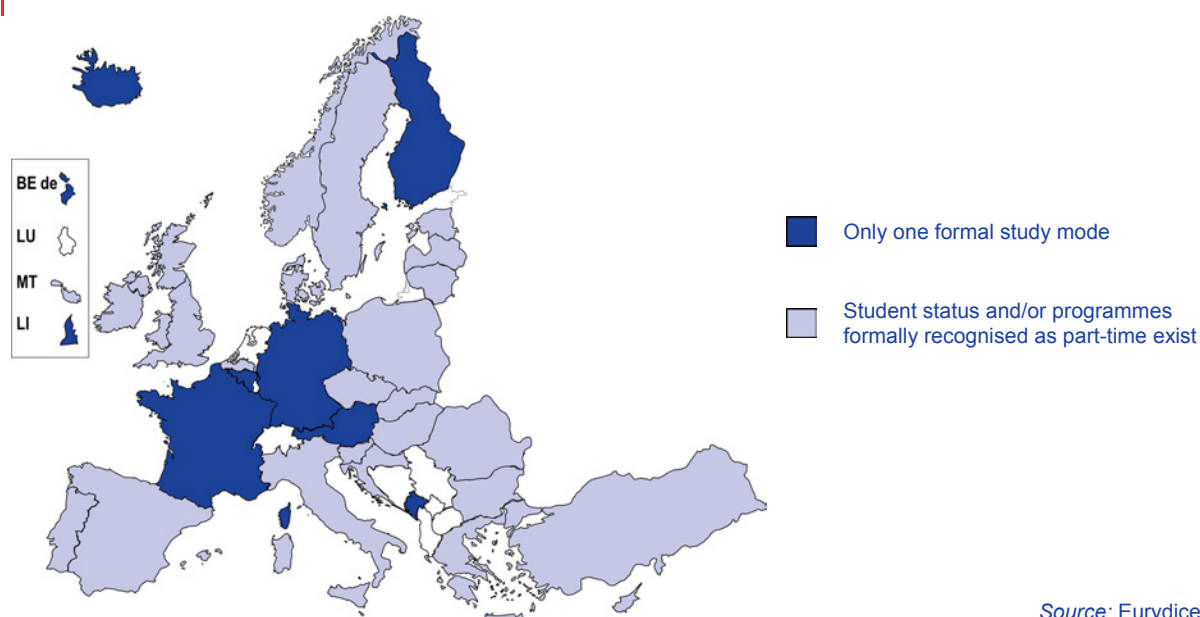 BE de
LU
MT
LI
Only one formal study mode
Student status and/or programmes
formally recognised as part-time exist
Source: Eurydice